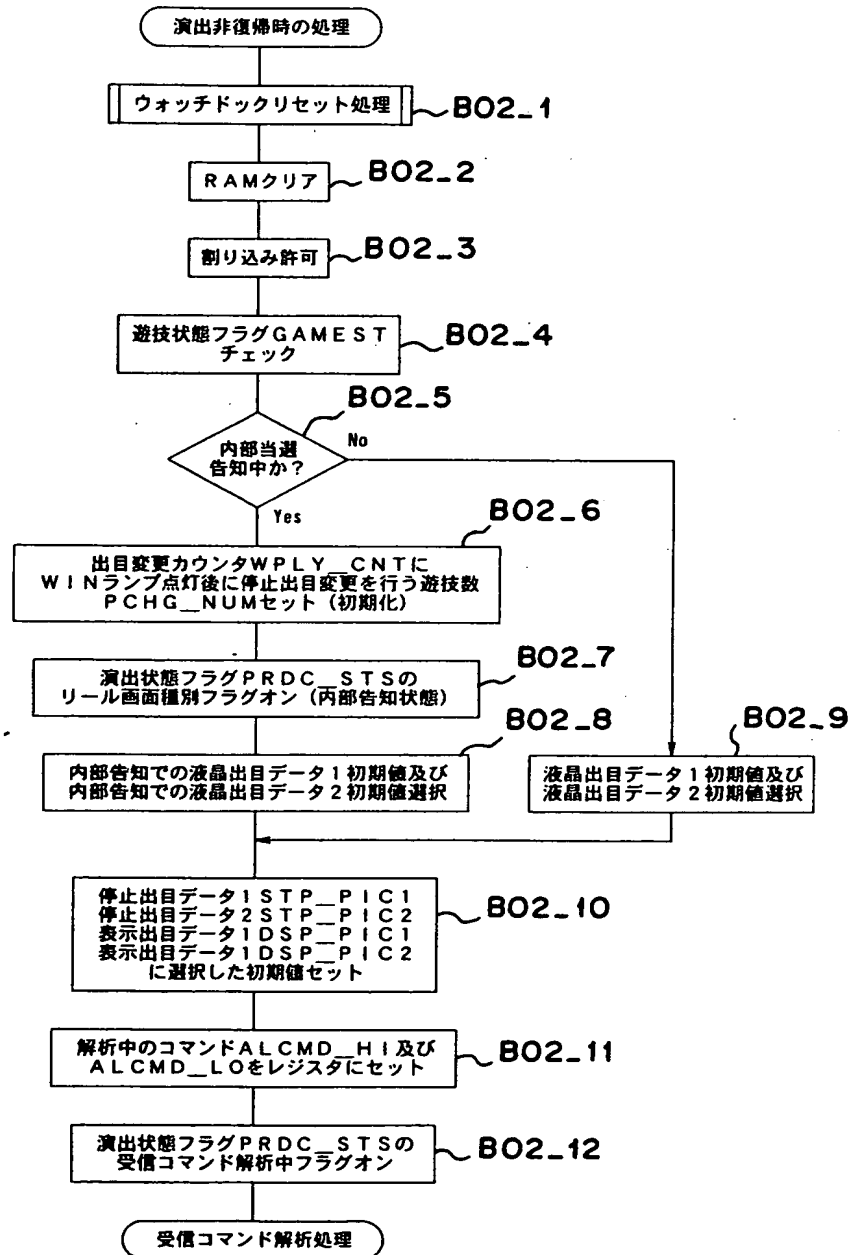 演出非復帰時の処理
ウォッチドックリセット処理
B02_1
RAMクリア
B02_2
割り込み許可
B02_3
遊技状態フラグGAMEST
チェック
B02_4
B02_5
内部当選
告知中か?
No
Yes
B02_6
出目変更カウンタWPLY__CNTに
WINランプ点灯後に停止出目変更を行う遊技数
PCHG__NUMセット(初期化)
B02_7
演出状態フラグPRDC__STSの
リール画面種別フラグオン(内部告知状態)
B02_8
内部告知での液晶出目データ1初期値及び
内部告知での液晶出目データ2初期値選択
B02_9
液晶出目データ1初期値及び
液晶出目データ2初期値選択
停止出目データ1STP__PIC1
停止出目データ2STP__PIC2
表示出目データ1DSP__PIC1
表示出目データ1DSP__PIC2
に選択した初期値セット
B02_10
解析中のコマンドALCMD__HI及び
ALCMD__LOをレジスタにセット
B02_11
演出状態フラグPRDC__STSの
受信コマンド解析中フラグオン
B02_12
受信コマンド解析処理